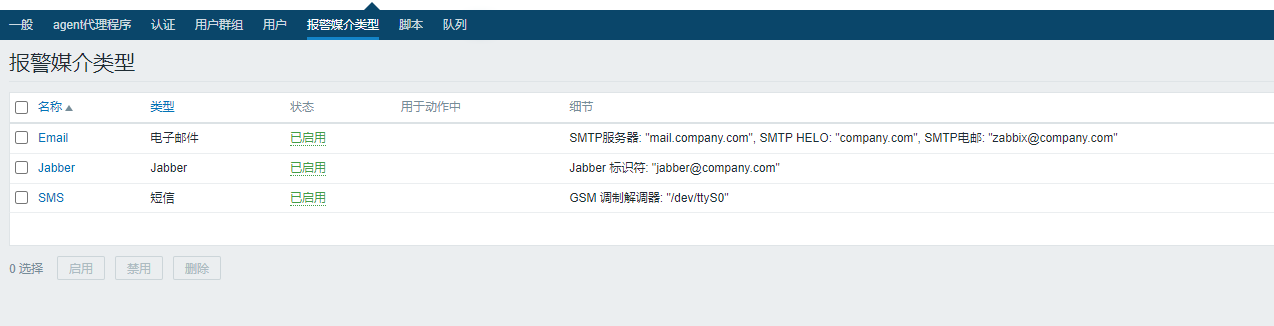 一般 agent代理程序 认证 用户群组 用户 报警媒介类型 脚本 队列
报警媒介类型
名称 类型 状态 用于动作中 细节
Email 电子邮件 已启用 SMTP服务器: "mail.company.com", SMTP HELO: "company.com", SMTP电邮: "zabbix@company.com"
Jabber Jabber 已启用 Jabber 标识符: "jabber@company.com"
SMS 短信 已启用 GSM 调制解调器: "/dev/ttyS0"
0 选择 启用 禁用 删除